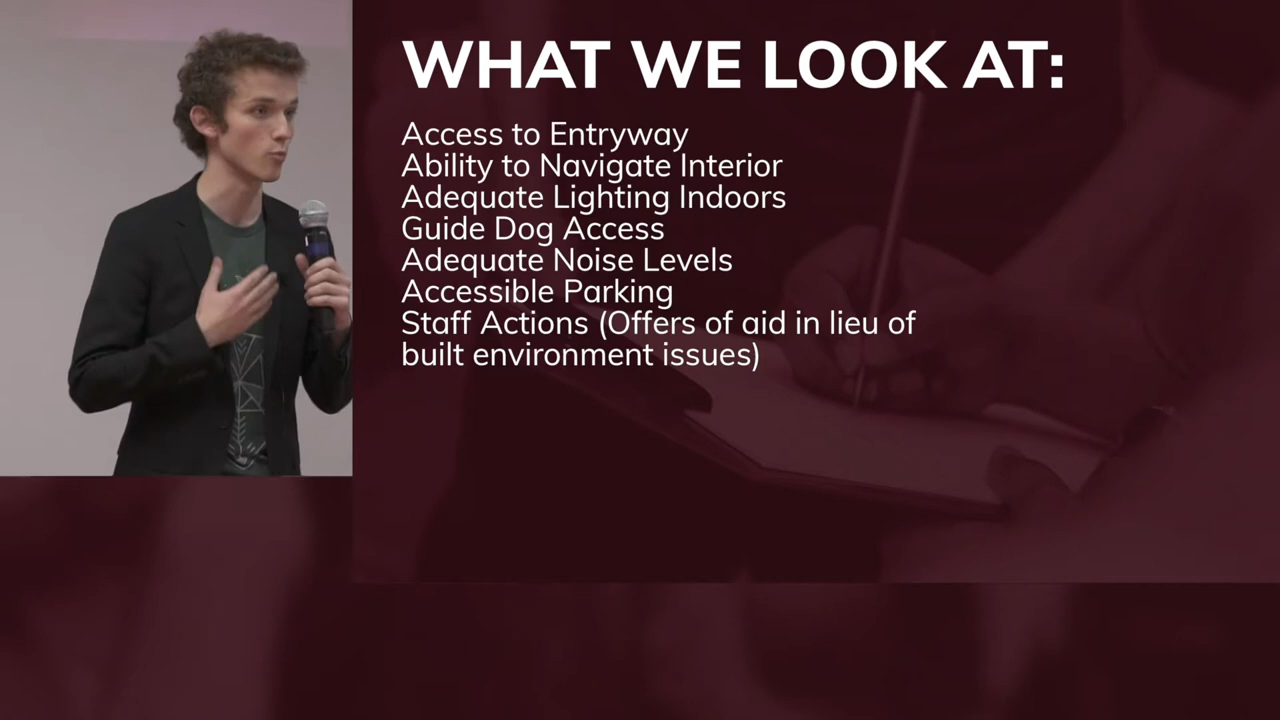 WHAT WE LOOK AT:
Access to Entryway
Ability to Navigate Interior
Adequate Lighting Indoors
Guide Dog Access
Adequate Noise Levels
Accessible Parking
Staff Actions (Offers of aid in lieu of
built environment issues)